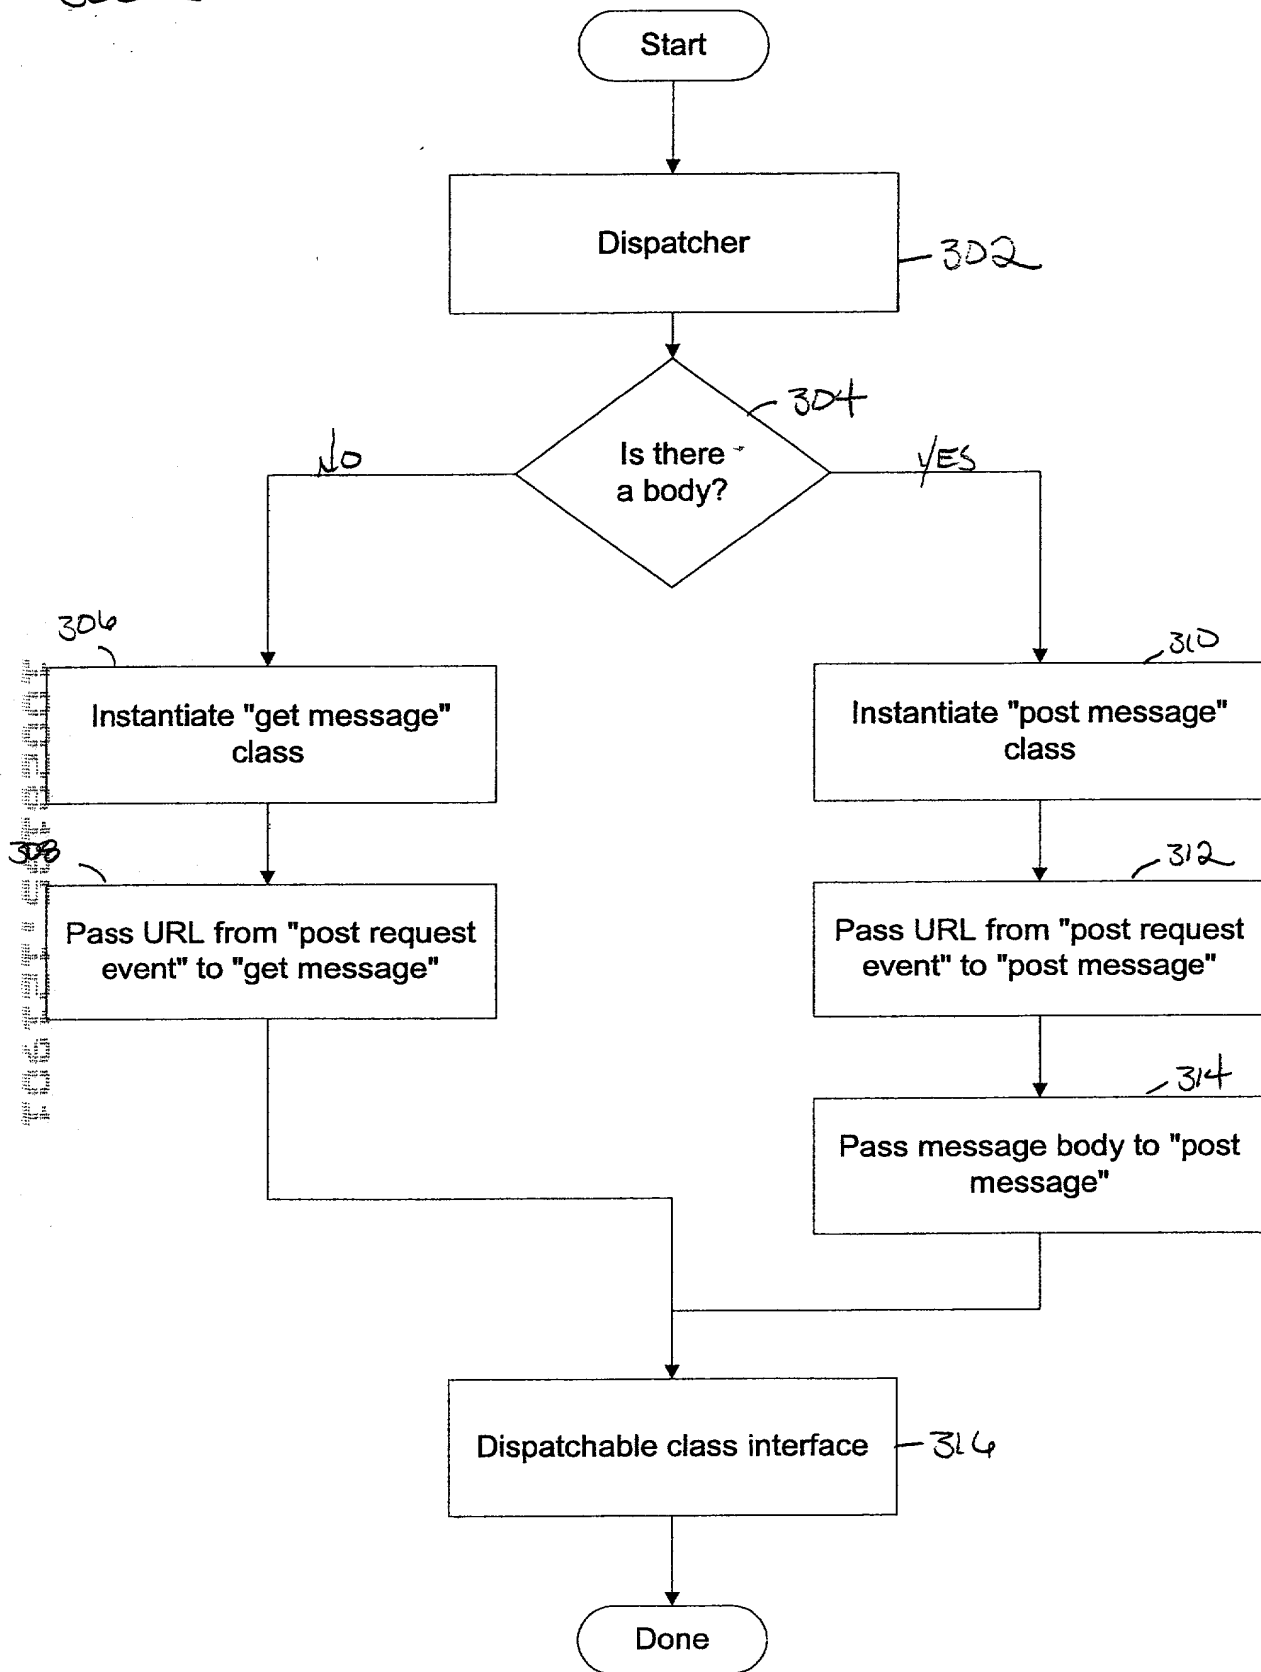 Start
Dispatcher
302
304
Is there
a body?
NO
YES
306
310
Instantiate "get message"
class
Instantiate "post message"
class
308
312
Pass URL from "post request
event" to "get message"
Pass URL from "post request
event" to "post message"
314
Pass message body to "post
message"
Dispatchable class interface
316
Done